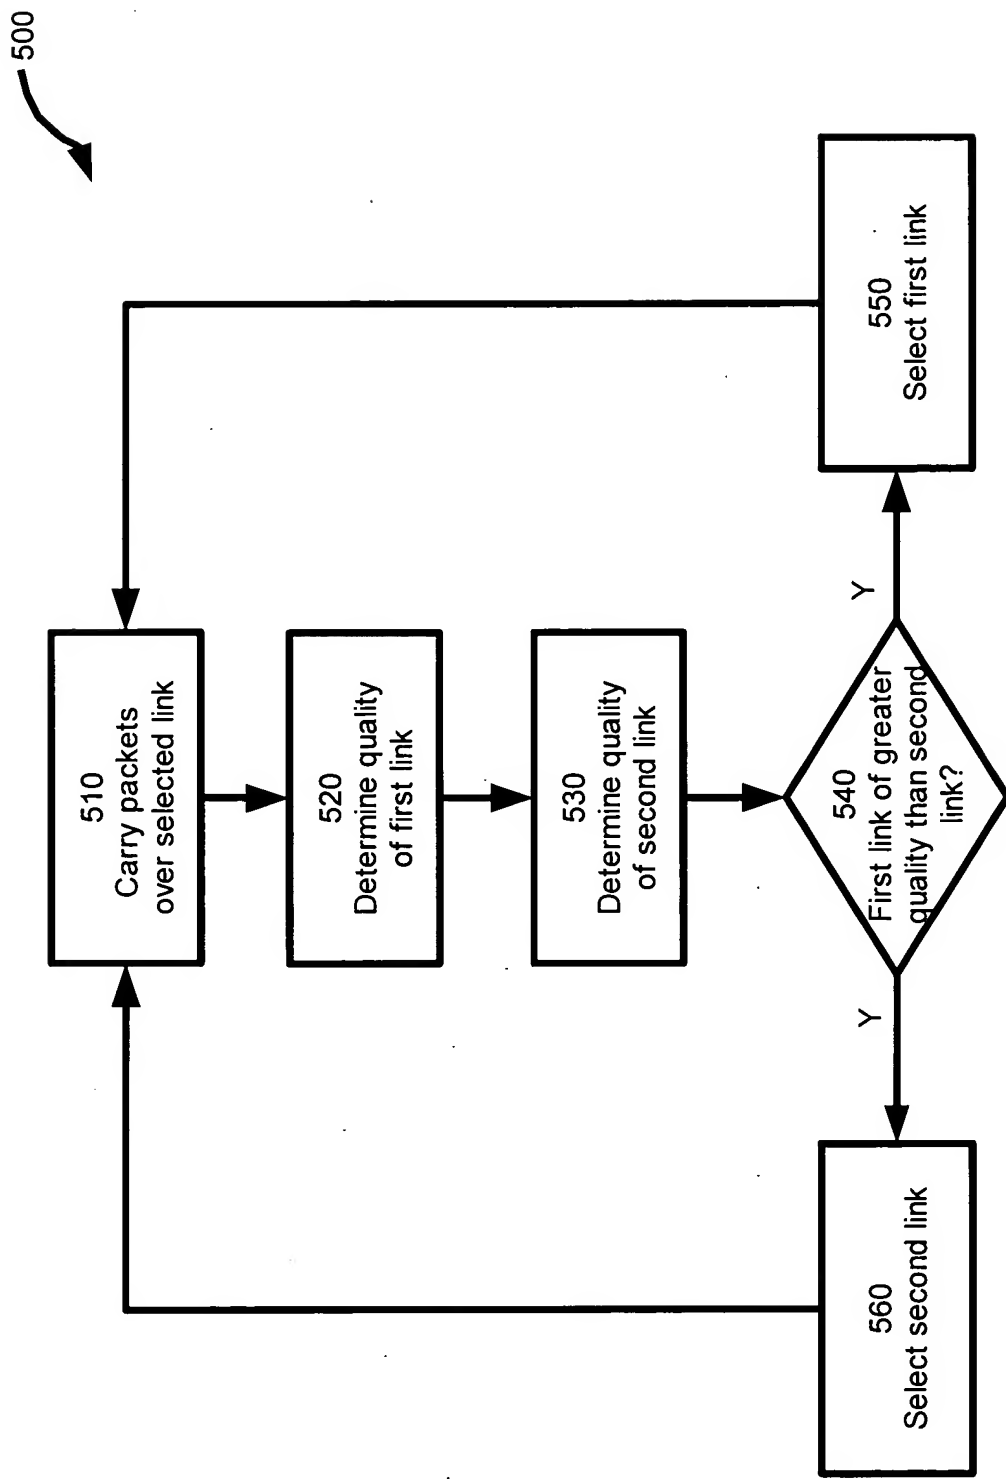 500
510
Carry packets
over selected link
520
Determine quality
of first link
530
Determine quality
of second link
540
First link of greater
quality than second
link?
Y
Y
560
Select second link
550
Select first link